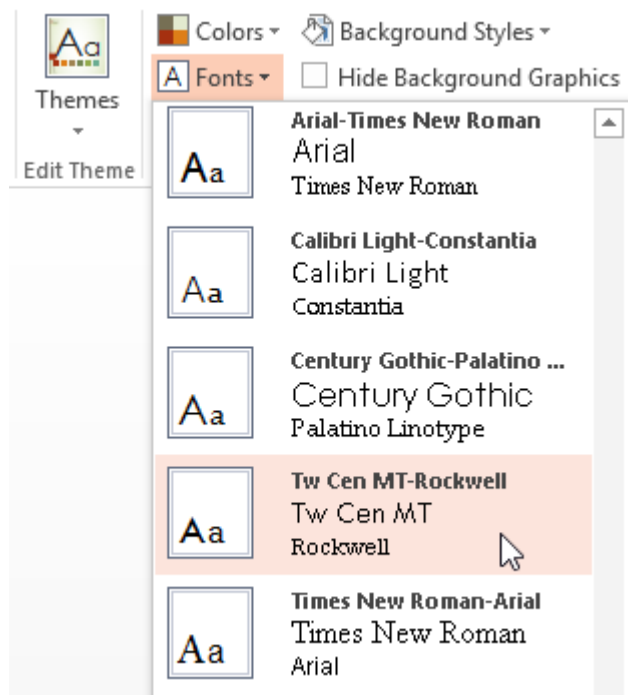 Aa
Themes
Edit Theme
Colors
Background Styles
A Fonts
Hide Background Graphics
Aa
Arial-Times New Roman
Arial
Times New Roman
Aa
Calibri Light-Constantia
Calibri Light
Constantia
Aa
Century Gothic-Palatino ...
Century Gothic
Palatino Linotype
Aa
Tw Cen MT-Rockwell
Tw Cen MT
Rockwell
Aa
Times New Roman-Arial
Times New Roman
Arial